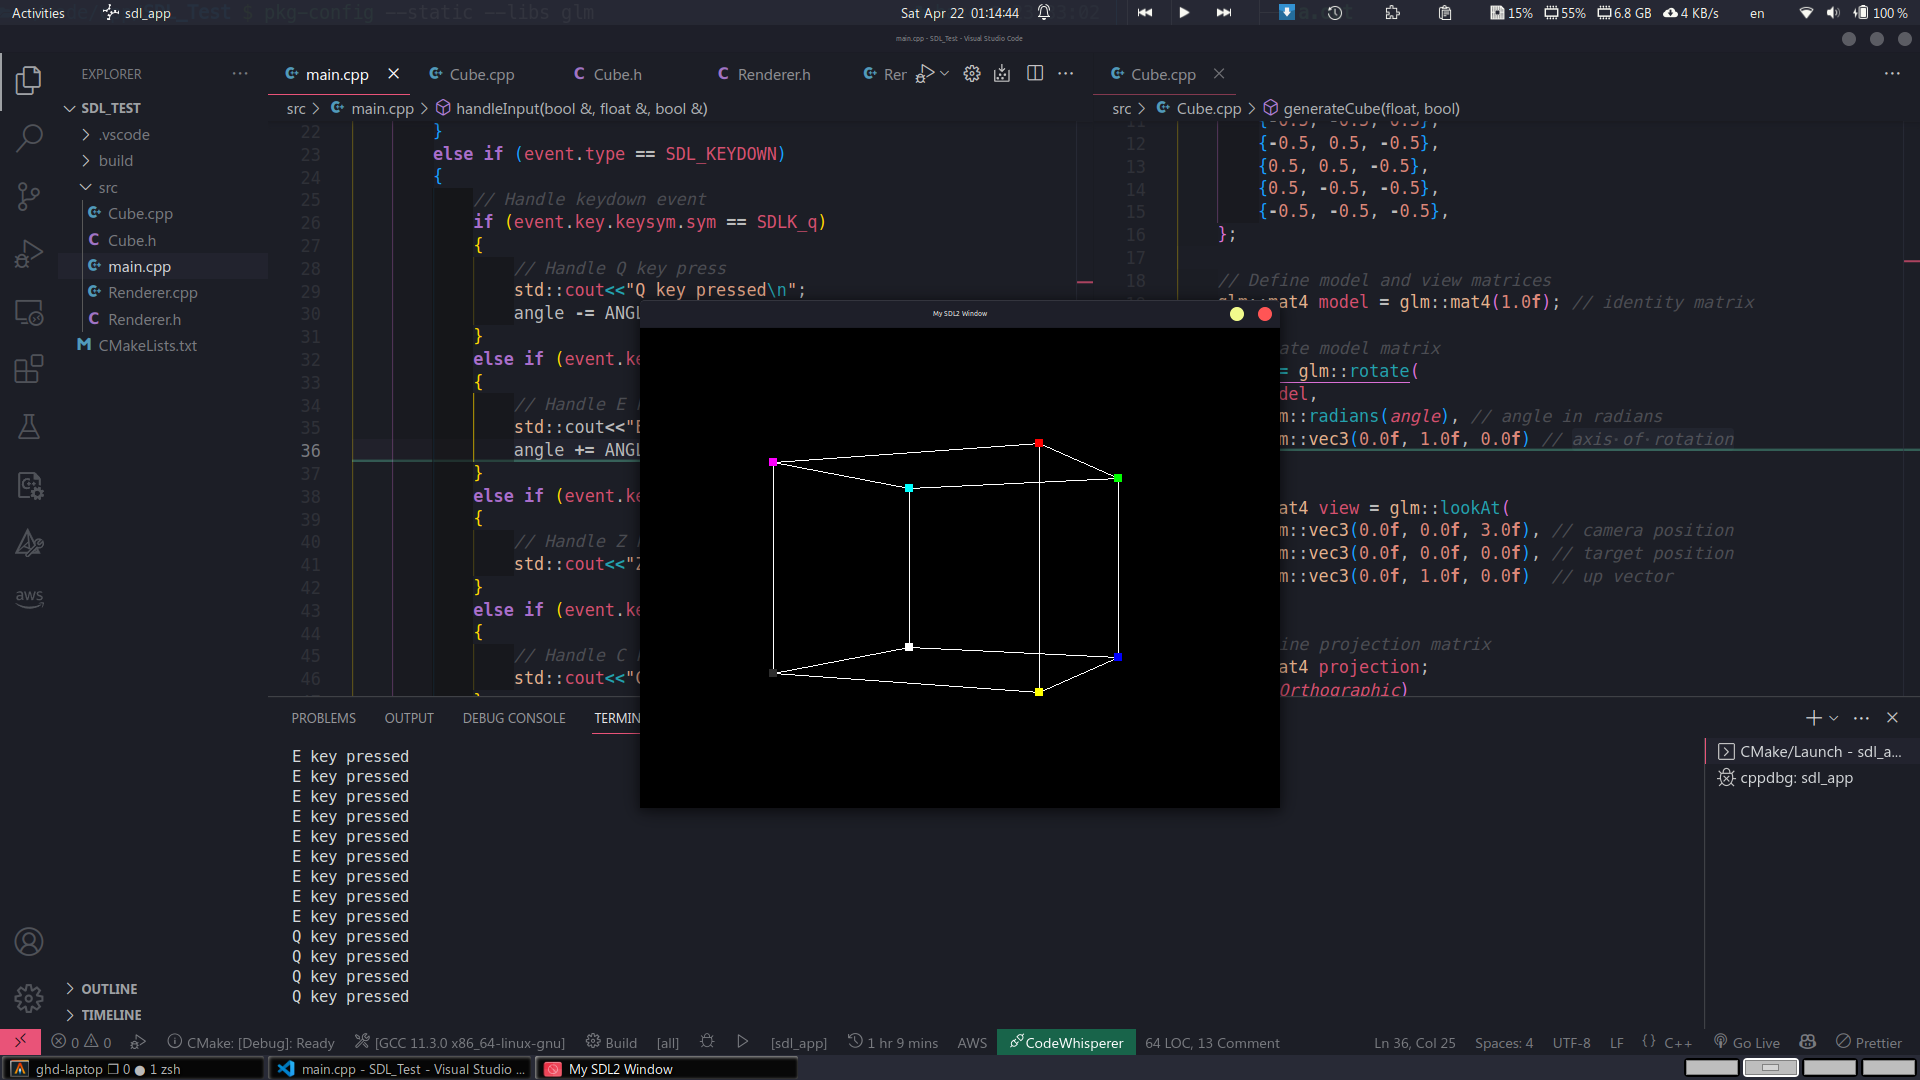 SDL_Test $ pkg-config --static --libs glm
Activities
sdl_app
Sat Apr 22 01:14:44
15%
55%
6.8 GB
4 KB/s
en
100 %
main.cpp - SDL_Test - Visual Studio Code
EXPLORER
main.cpp
Cube.cpp
Cube.h
Renderer.h
Rer
Cube.cpp
SDL_TEST
.vscode
build
src
Cube.cpp
Cube.h
main.cpp
Renderer.cpp
Renderer.h
CMakeLists.txt
src > main.cpp > handleInput(bool &, float &, bool &)
22 }
23 else if (event.type == SDL_KEYDOWN)
24 {
25 // Handle keydown event
26 if (event.key.keysym.sym == SDLK_q)
27 {
28 // Handle Q key press
29 std::cout<<"Q key pressed\n";
30 angle -= ANGL
31 }
32 else if (event.ke
33 {
34 // Handle E
35 std::cout<<"E
36 angle += ANGL
37 }
38 else if (event.ke
39 {
40 // Handle Z
41 std::cout<<"Z
42 }
43 else if (event.ke
44 {
45 // Handle C
46 std::cout<<"C
src > Cube.cpp > generateCube(float, bool)
11 {-0.5, -0.5, 0.5},
12 {-0.5, 0.5, -0.5},
13 {0.5, 0.5, -0.5},
14 {0.5, -0.5, -0.5},
15 {-0.5, -0.5, -0.5},
16 };
17
18 // Define model and view matrices
glm::mat4 model = glm::mat4(1.0f); // identity matrix
ate model matrix
= glm::rotate(
del,
m::radians(angle), // angle in radians
m::vec3(0.0f, 1.0f, 0.0f) // axis of rotation
at4 view = glm::lookAt(
m::vec3(0.0f, 0.0f, 3.0f), // camera position
m::vec3(0.0f, 0.0f, 0.0f), // target position
m::vec3(0.0f, 1.0f, 0.0f) // up vector
ine projection matrix
at4 projection;
Orthographic)
My SDL2 Window
PROBLEMS
OUTPUT
DEBUG CONSOLE
TERMIN
E key pressed
E key pressed
E key pressed
E key pressed
E key pressed
E key pressed
E key pressed
E key pressed
E key pressed
Q key pressed
Q key pressed
Q key pressed
Q key pressed
CMake/Launch - sdl_a...
cppdbg: sdl_app
aws
OUTLINE
TIMELINE
0 0
CMake: [Debug]: Ready
[GCC 11.3.0 x86_64-linux-gnu]
Build
[all]
[sdl_app]
1 hr 9 mins
AWS
CodeWhisperer
64 LOC, 13 Comment
Ln 36, Col 25
Spaces: 4
UTF-8
LF
{} C++
Go Live
Prettier
ghd-laptop 0 1 zsh
main.cpp - SDL_Test - Visual Studio ...
My SDL2 Window